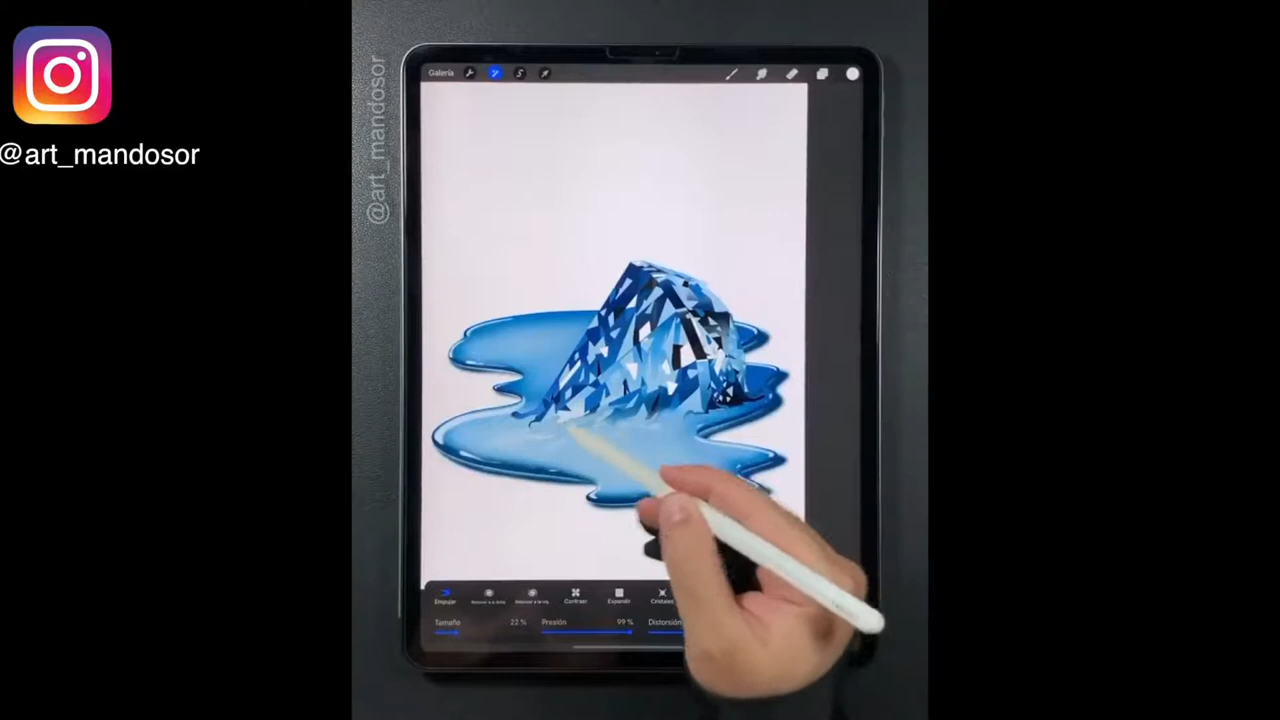 @art_mandosor
@art_mandosor
Galería
Empujar
Contraer
Expandir
Cristales
Tamaño 22 % Presión 99 % Distorsión